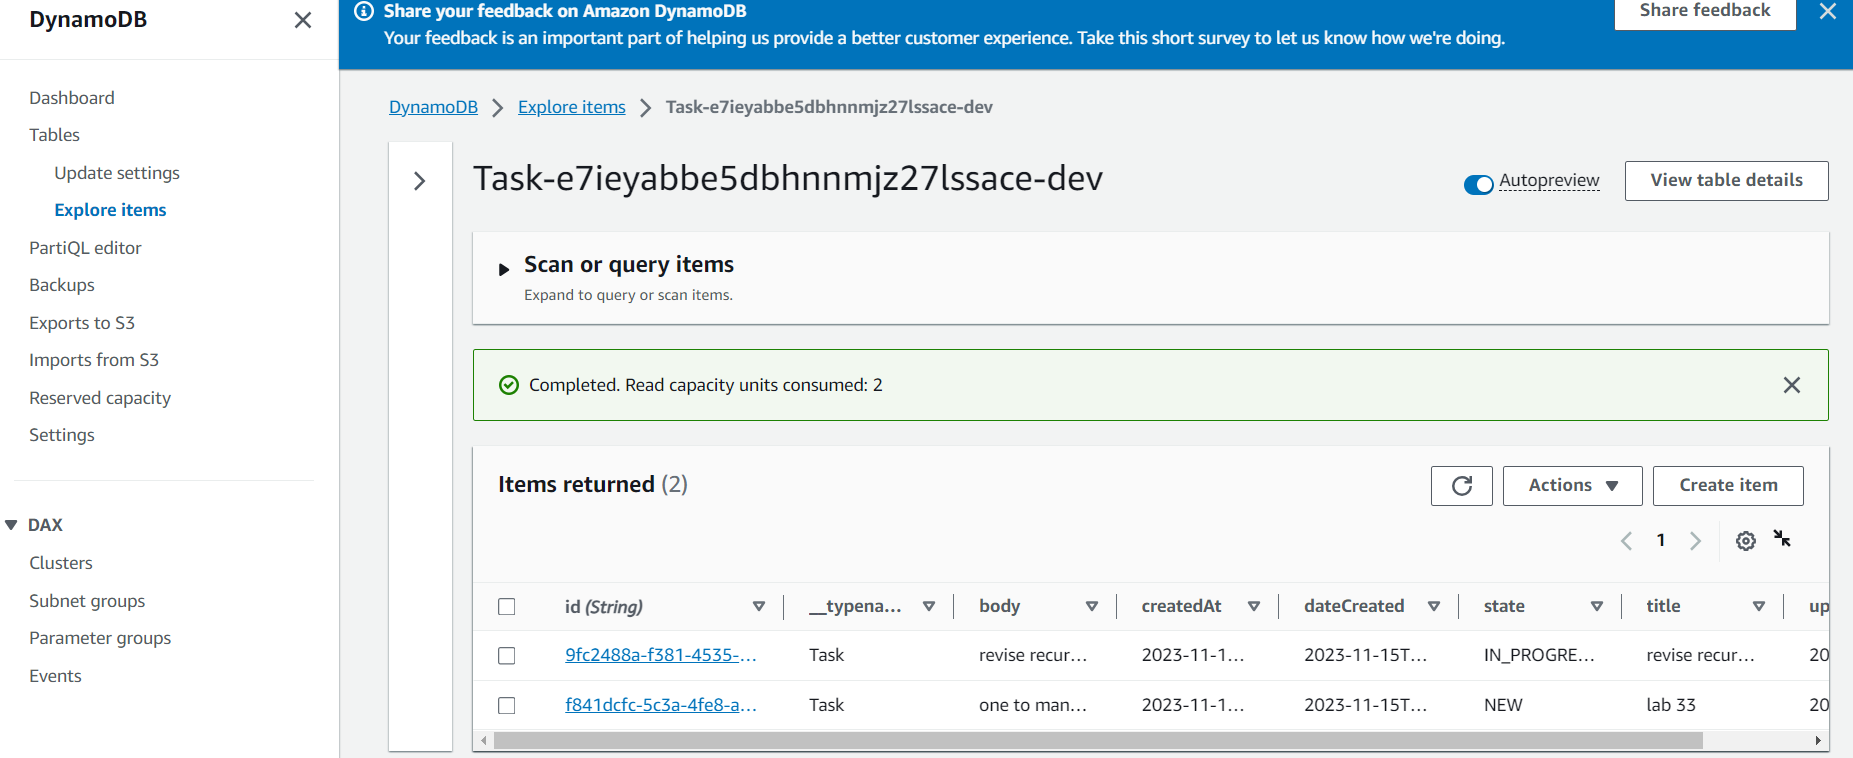 DynamoDB
Dashboard
Tables
Update settings
Explore items
PartiQL editor
Backups
Exports to S3
Imports from S3
Reserved capacity
Settings
DAX
Clusters
Subnet groups
Parameter groups
Events
Share your feedback on Amazon DynamoDB
Your feedback is an important part of helping us provide a better customer experience. Take this short survey to let us know how we're doing.
Share feedback
DynamoDB > Explore items > Task-e7ieyabbe5dbhnnmjz27lssace-dev
Task-e7ieyabbe5dbhnnmjz27lssace-dev
Autopreview
View table details
Scan or query items
Expand to query or scan items.
Completed. Read capacity units consumed: 2
Items returned (2)
Actions
Create item
1
id (String) __typena... body createdAt dateCreated state title up
9fc2488a-f381-4535-... Task revise recur... 2023-11-1... 2023-11-15T... IN_PROGRE... revise recur... 20
f841dcfc-5c3a-4fe8-a... Task one to man... 2023-11-1... 2023-11-15T... NEW lab 33 20